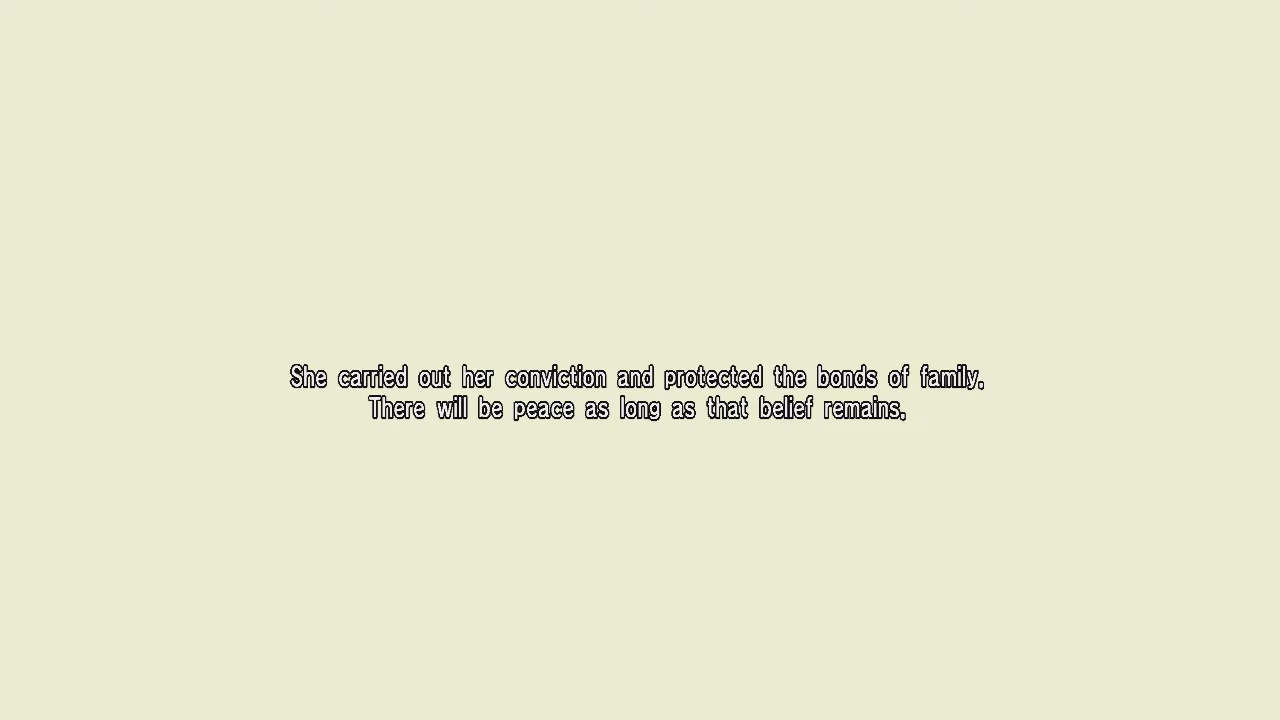 She carried out her conviction and protected the bonds of family.
There will be peace as long as that belief remains.